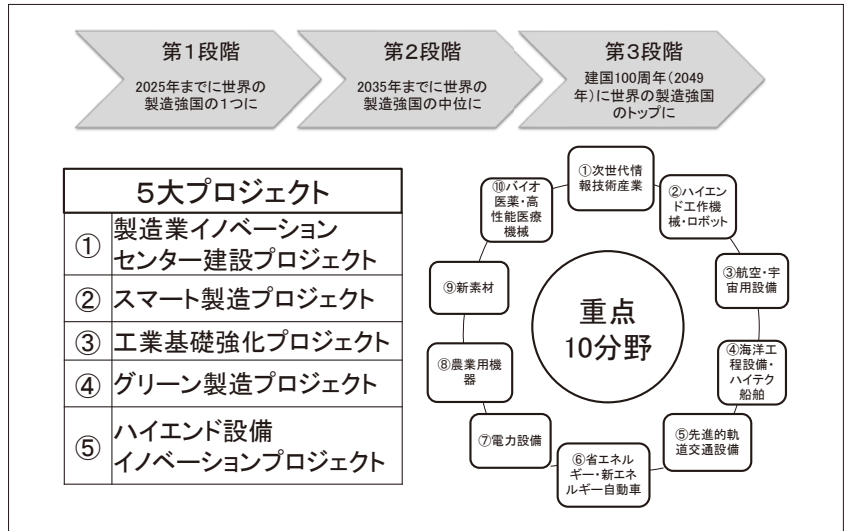 第1段階
2025年までに世界の
製造強国の1つに
第2段階
2035年までに世界の
製造強国の中位に
第3段階
建国100周年(2049
年)に世界の製造強国
のトップに
5大プロジェクト
① 製造業イノベーション
センター建設プロジェクト
② スマート製造プロジェクト
③ 工業基礎強化プロジェクト
④ グリーン製造プロジェクト
⑤ ハイエンド設備
イノベーションプロジェクト
重点
10分野
①次世代情
報技術産業
②ハイエン
ド工作機
械・ロボット
③航空・宇
宙用設備
④海洋工
程設備・
ハイテク
船舶
⑤先進的軌
道交通設備
⑥省エネル
ギー・新エネ
ルギー自動車
⑦電力設備
⑧農業用機
器
⑨新素材
⑩バイオ
医薬・高
性能医療
機械